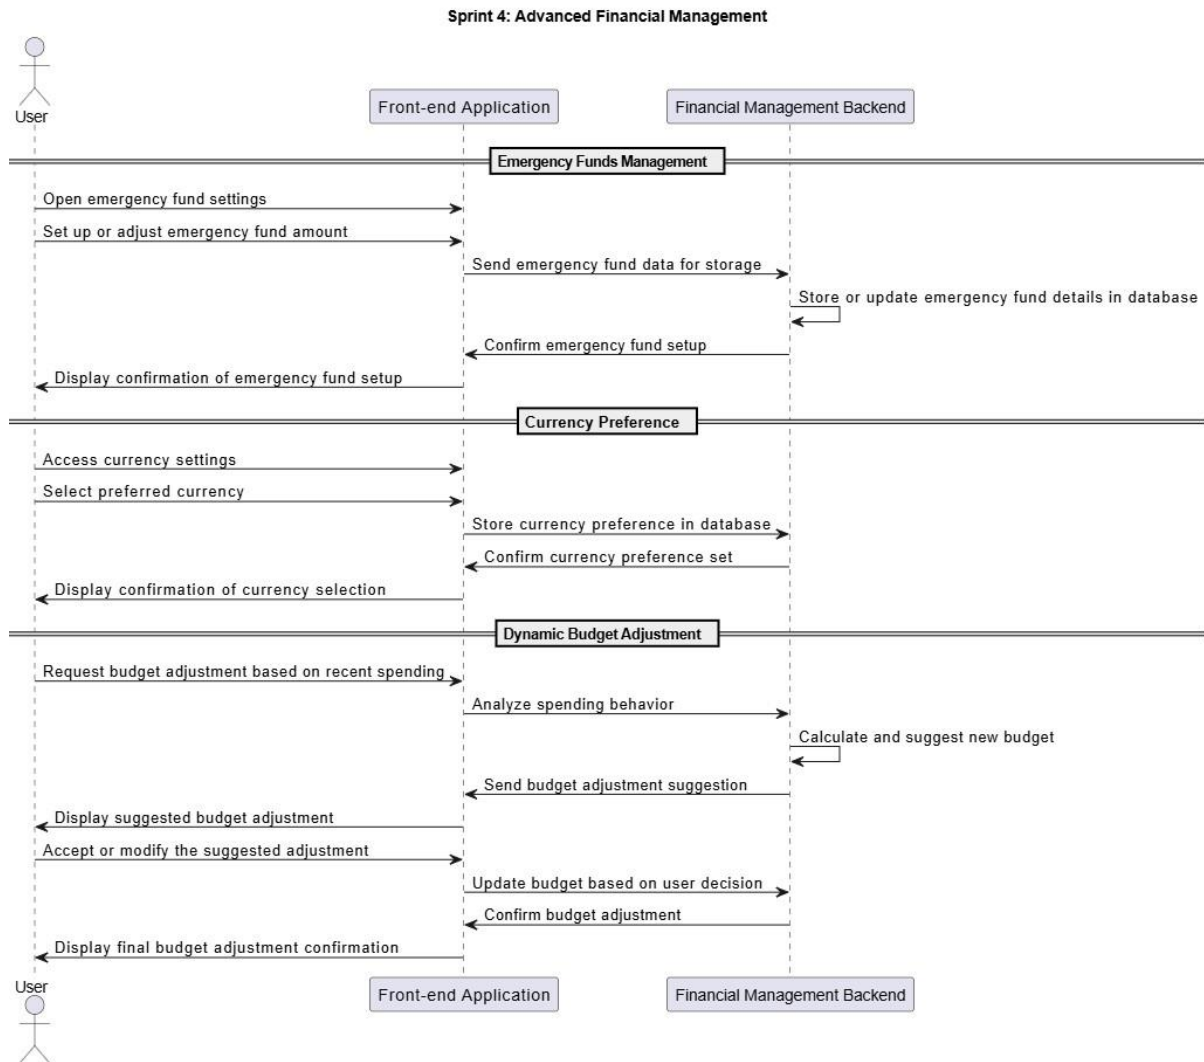 Sprint 4: Advanced Financial Management
User
Front-end Application
Financial Management Backend
Emergency Funds Management
Open emergency fund settings
Set up or adjust emergency fund amount
Send emergency fund data for storage
Store or update emergency fund details in database
Confirm emergency fund setup
Display confirmation of emergency fund setup
Currency Preference
Access currency settings
Select preferred currency
Store currency preference in database
Confirm currency preference set
Display confirmation of currency selection
Dynamic Budget Adjustment
Request budget adjustment based on recent spending
Analyze spending behavior
Calculate and suggest new budget
Send budget adjustment suggestion
Display suggested budget adjustment
Accept or modify the suggested adjustment
Update budget based on user decision
Confirm budget adjustment
Display final budget adjustment confirmation
User
Front-end Application
Financial Management Backend